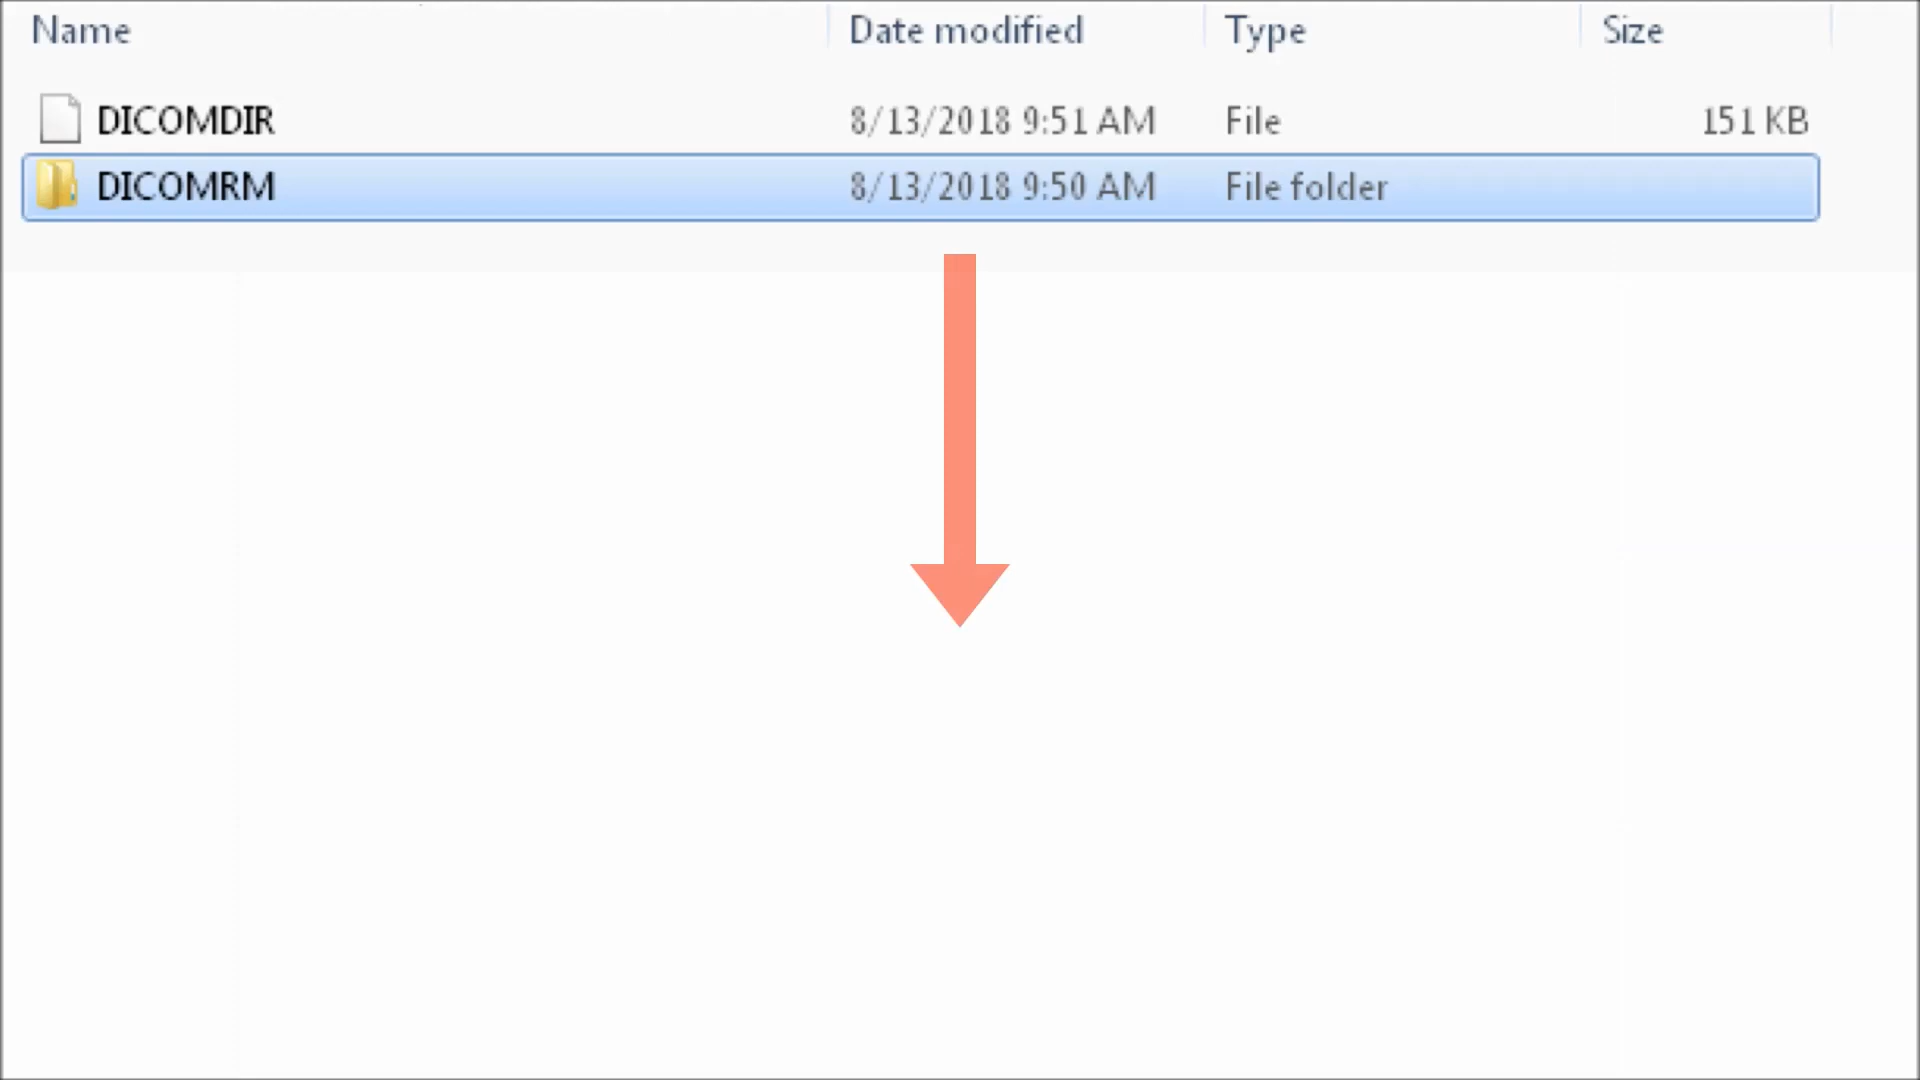 Name Date modified Type Size
DICOMDIR 8/13/2018 9:51 AM File 151 KB
DICOMRM 8/13/2018 9:50 AM File folder